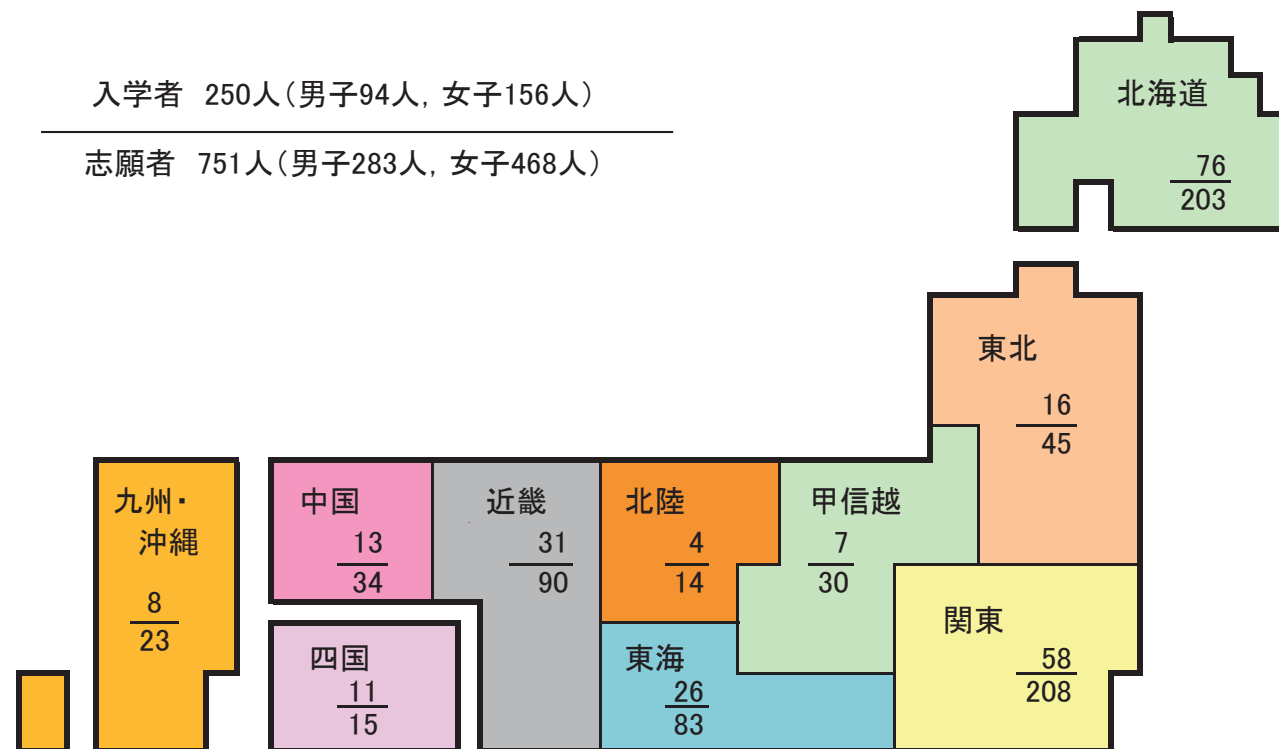 入学者 250人(男子94人, 女子156人)
志願者 751人(男子283人, 女子468人)
北海道
76
203
東北
16
45
九州・
沖縄
8
23
中国
13
34
近畿
31
90
北陸
4
14
甲信越
7
30
関東
58
208
四国
11
15
東海
26
83